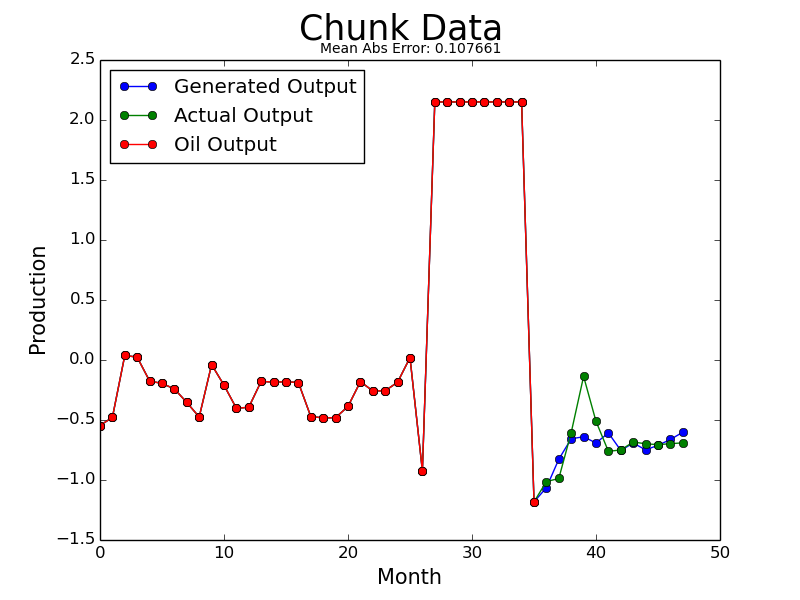 Chunk Data
Mean Abs Error: 0.107661
Generated Output
Actual Output
Oil Output
2.5
2.0
1.5
1.0
0.5
0.0
−0.5
−1.0
−1.5
Production
0 10 20 30 40 50
Month